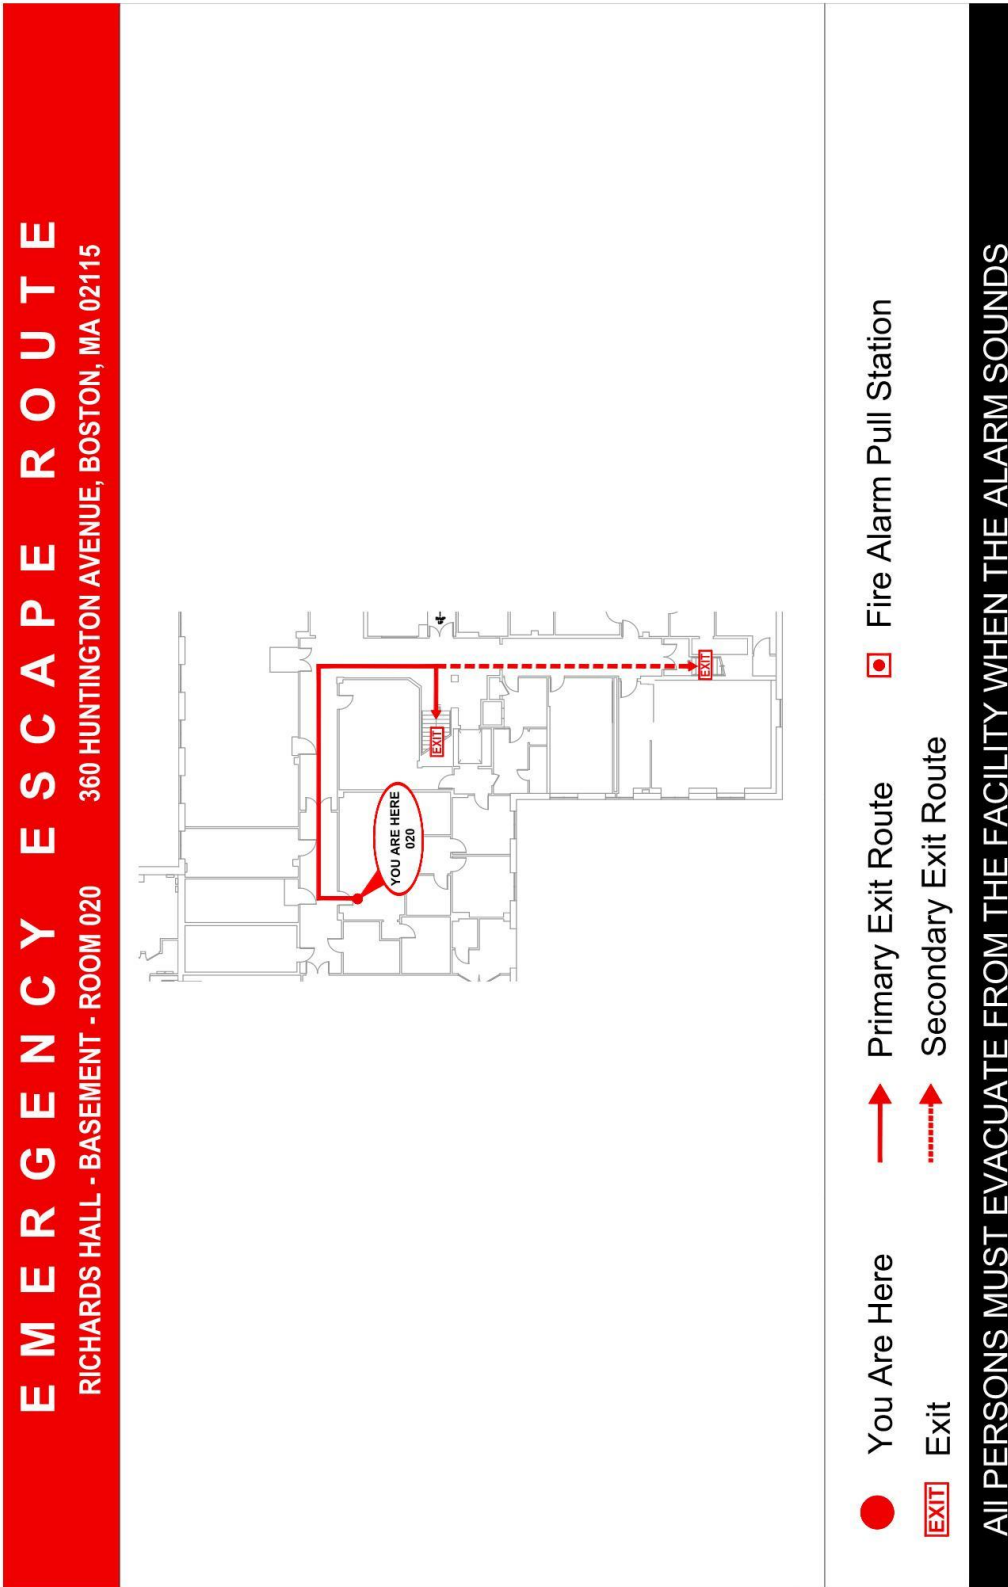 EMERGENCY ESCAPE ROUTE
RICHARDS HALL - BASEMENT - ROOM 020 360 HUNTINGTON AVENUE, BOSTON, MA 02115
YOU ARE HERE
020
EXIT
EXIT
You Are Here
Primary Exit Route
Fire Alarm Pull Station
EXIT Exit
Secondary Exit Route
All PERSONS MUST EVACUATE FROM THE FACILITY WHEN THE ALARM SOUNDS